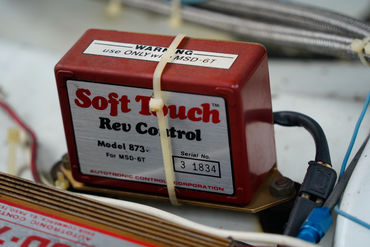 WARNING
use ONLY with MSD-6T
Soft Touch™
Rev Control
Model 873
For MSD-6T
Serial No.
3 1834
AUTOTRONIC CONTROLS CORPORATION